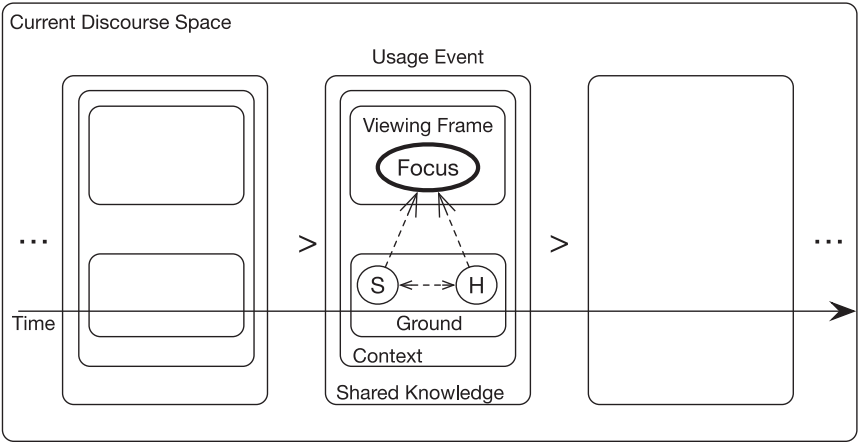 Current Discourse Space
Usage Event
Viewing Frame
Focus
...
>
>
...
S
H
Time
Ground
Context
Shared Knowledge